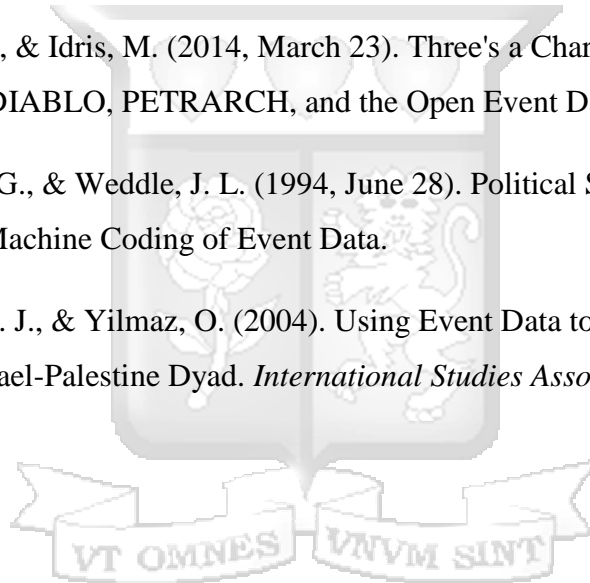 , & Idris, M. (2014, March 23). Three's a Char
DIABLO, PETRARCH, and the Open Event D
G., & Weddle, J. L. (1994, June 28). Political S
Machine Coding of Event Data.
. J., & Yilmaz, O. (2004). Using Event Data to
ael-Palestine Dyad. International Studies Asso
VT OMNES VNVM SINT